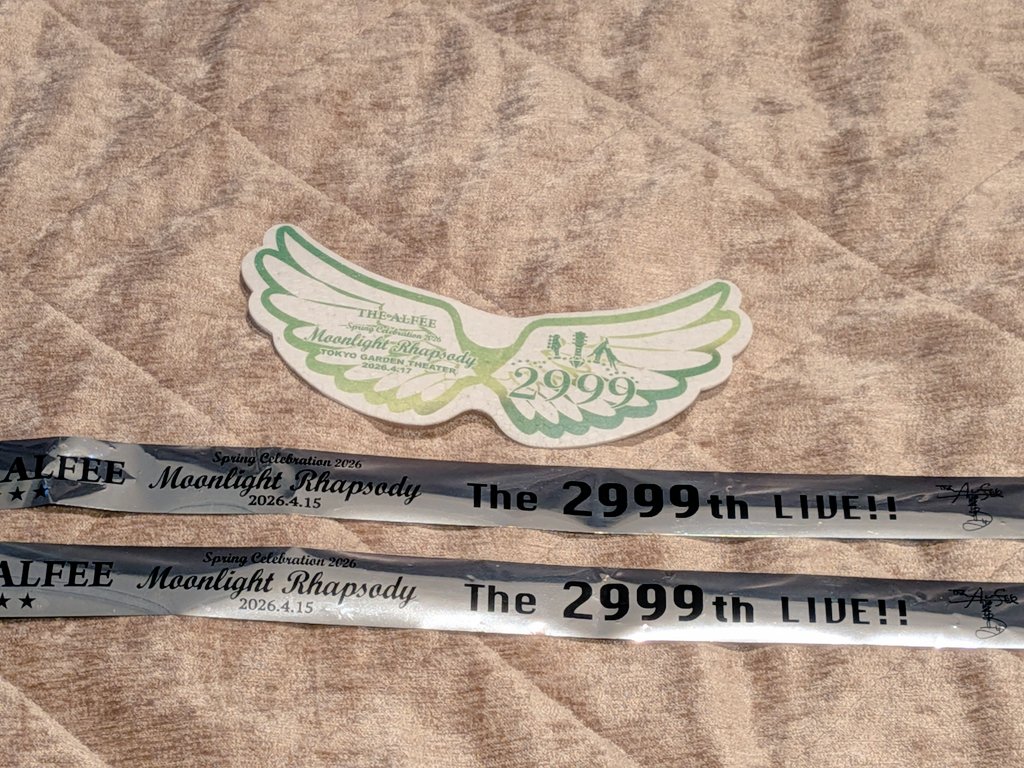 THE ALFEE
Spring Celebration 2026
Moonlight Rhapsody
TOKYO GARDEN THEATER
2026.4.17
2999
ALFEE
★★
Spring Celebration 2026
Moonlight Rhapsody
2026.4.15
The 2999th LIVE!!
ALFEE
★★
Spring Celebration 2026
Moonlight Rhapsody
2026.4.15
The 2999th LIVE!!